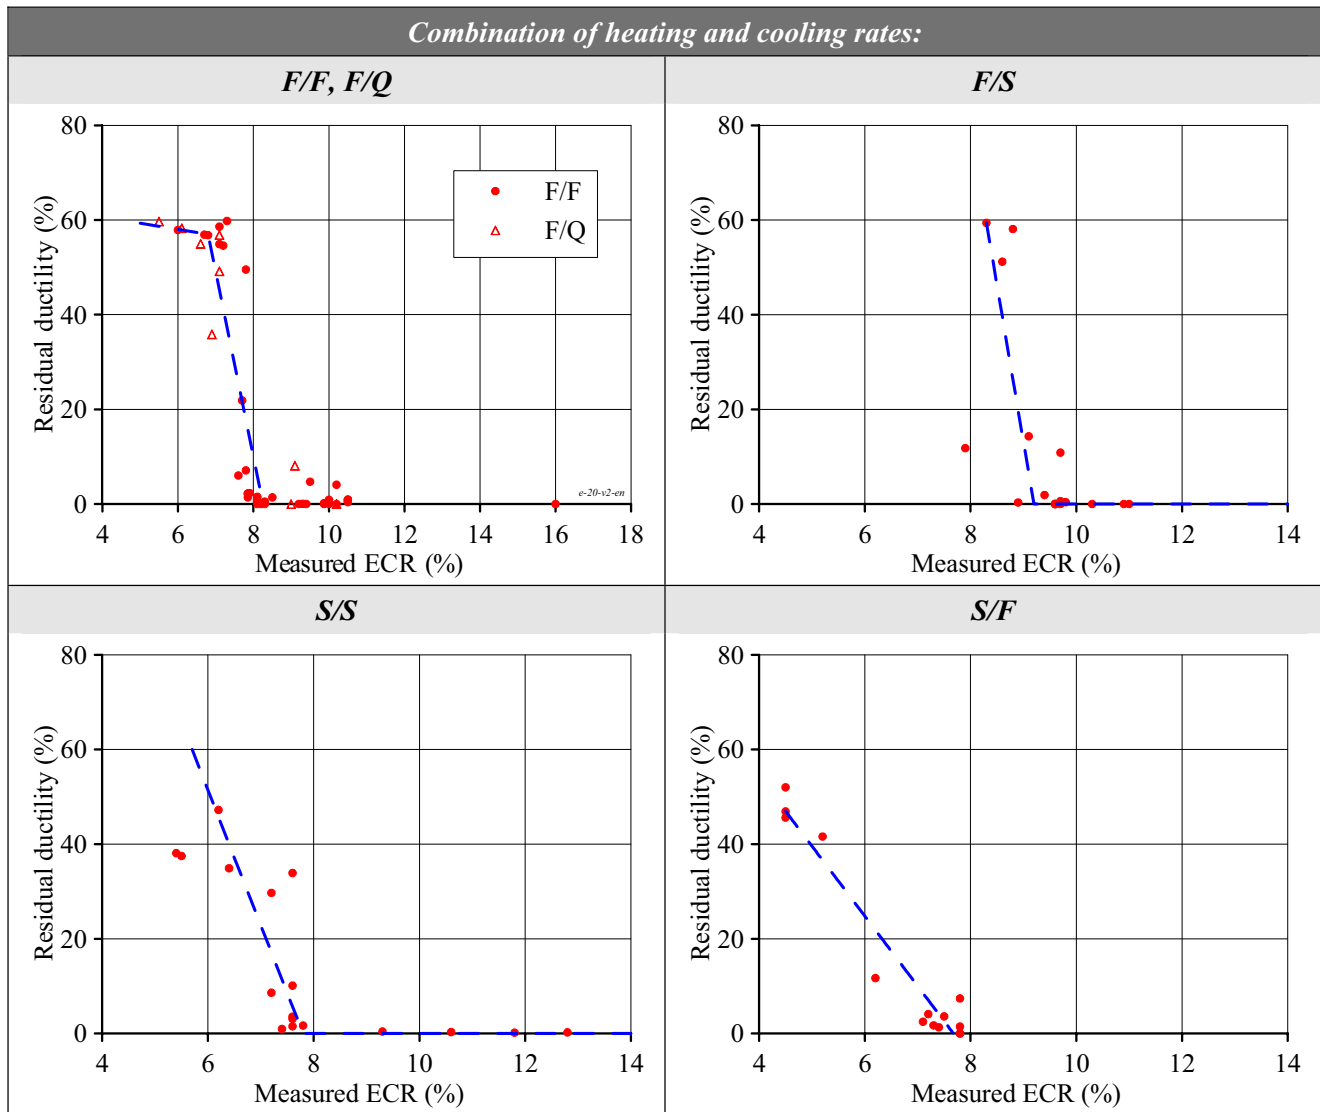 Combination of heating and cooling rates:
F/F, F/Q
F/S
80
60
40
20
0
Residual ductility (%)
F/F
F/Q
e-20-v2-en
4 6 8 10 12 14 16 18
Measured ECR (%)
80
60
40
20
0
Residual ductility (%)
4 6 8 10 12 14
Measured ECR (%)
S/S
S/F
80
60
40
20
0
Residual ductility (%)
4 6 8 10 12 14
Measured ECR (%)
80
60
40
20
0
Residual ductility (%)
4 6 8 10 12 14
Measured ECR (%)